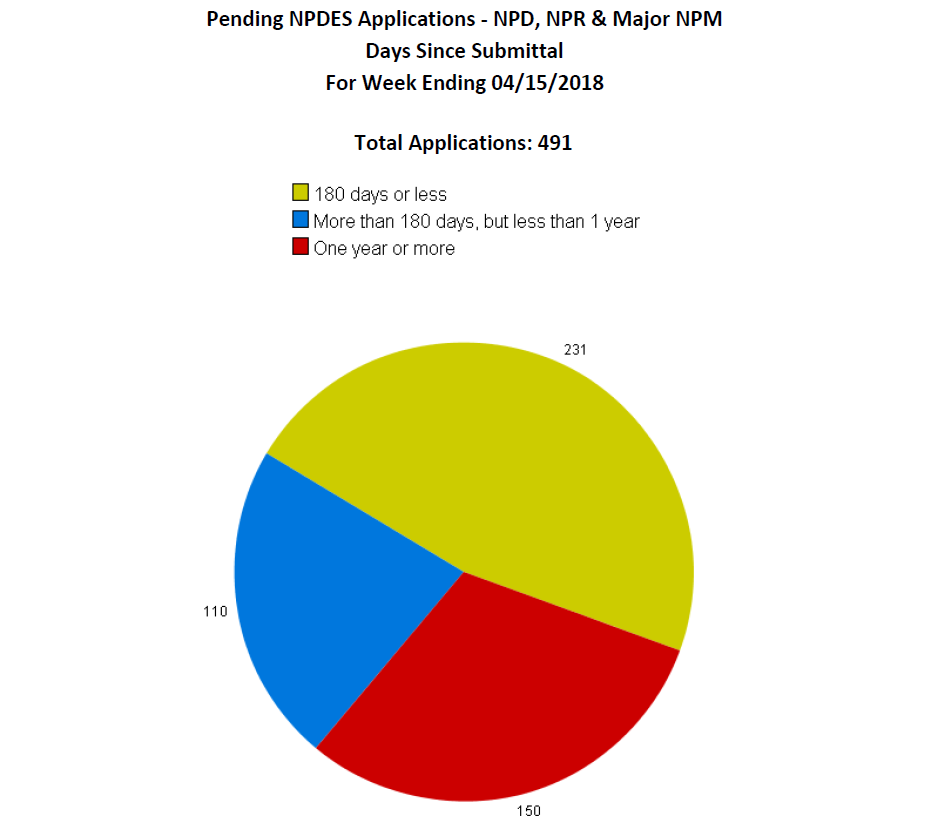 Pending NPDES Applications - NPD, NPR & Major NPM
Days Since Submittal
For Week Ending 04/15/2018
Total Applications: 491
180 days or less
More than 180 days, but less than 1 year
One year or more
231
110
150